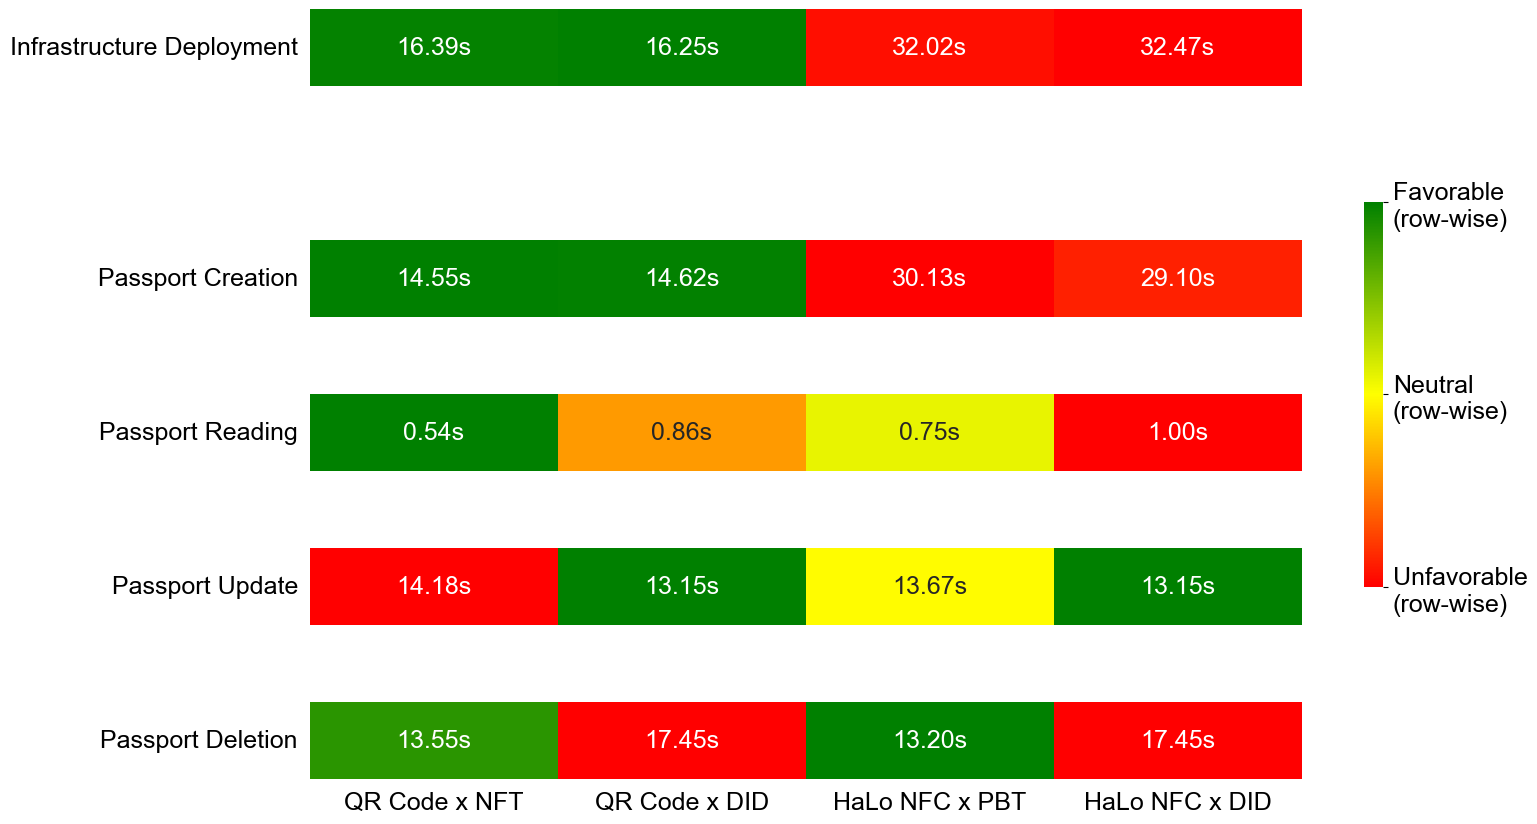 Infrastructure Deployment 16.39s 16.25s 32.02s 32.47s
Passport Creation 14.55s 14.62s 30.13s 29.10s
Passport Reading 0.54s 0.86s 0.75s 1.00s
Passport Update 14.18s 13.15s 13.67s 13.15s
Passport Deletion 13.55s 17.45s 13.20s 17.45s
QR Code x NFT QR Code x DID HaLo NFC x PBT HaLo NFC x DID
Favorable
(row-wise)
Neutral
(row-wise)
Unfavorable
(row-wise)